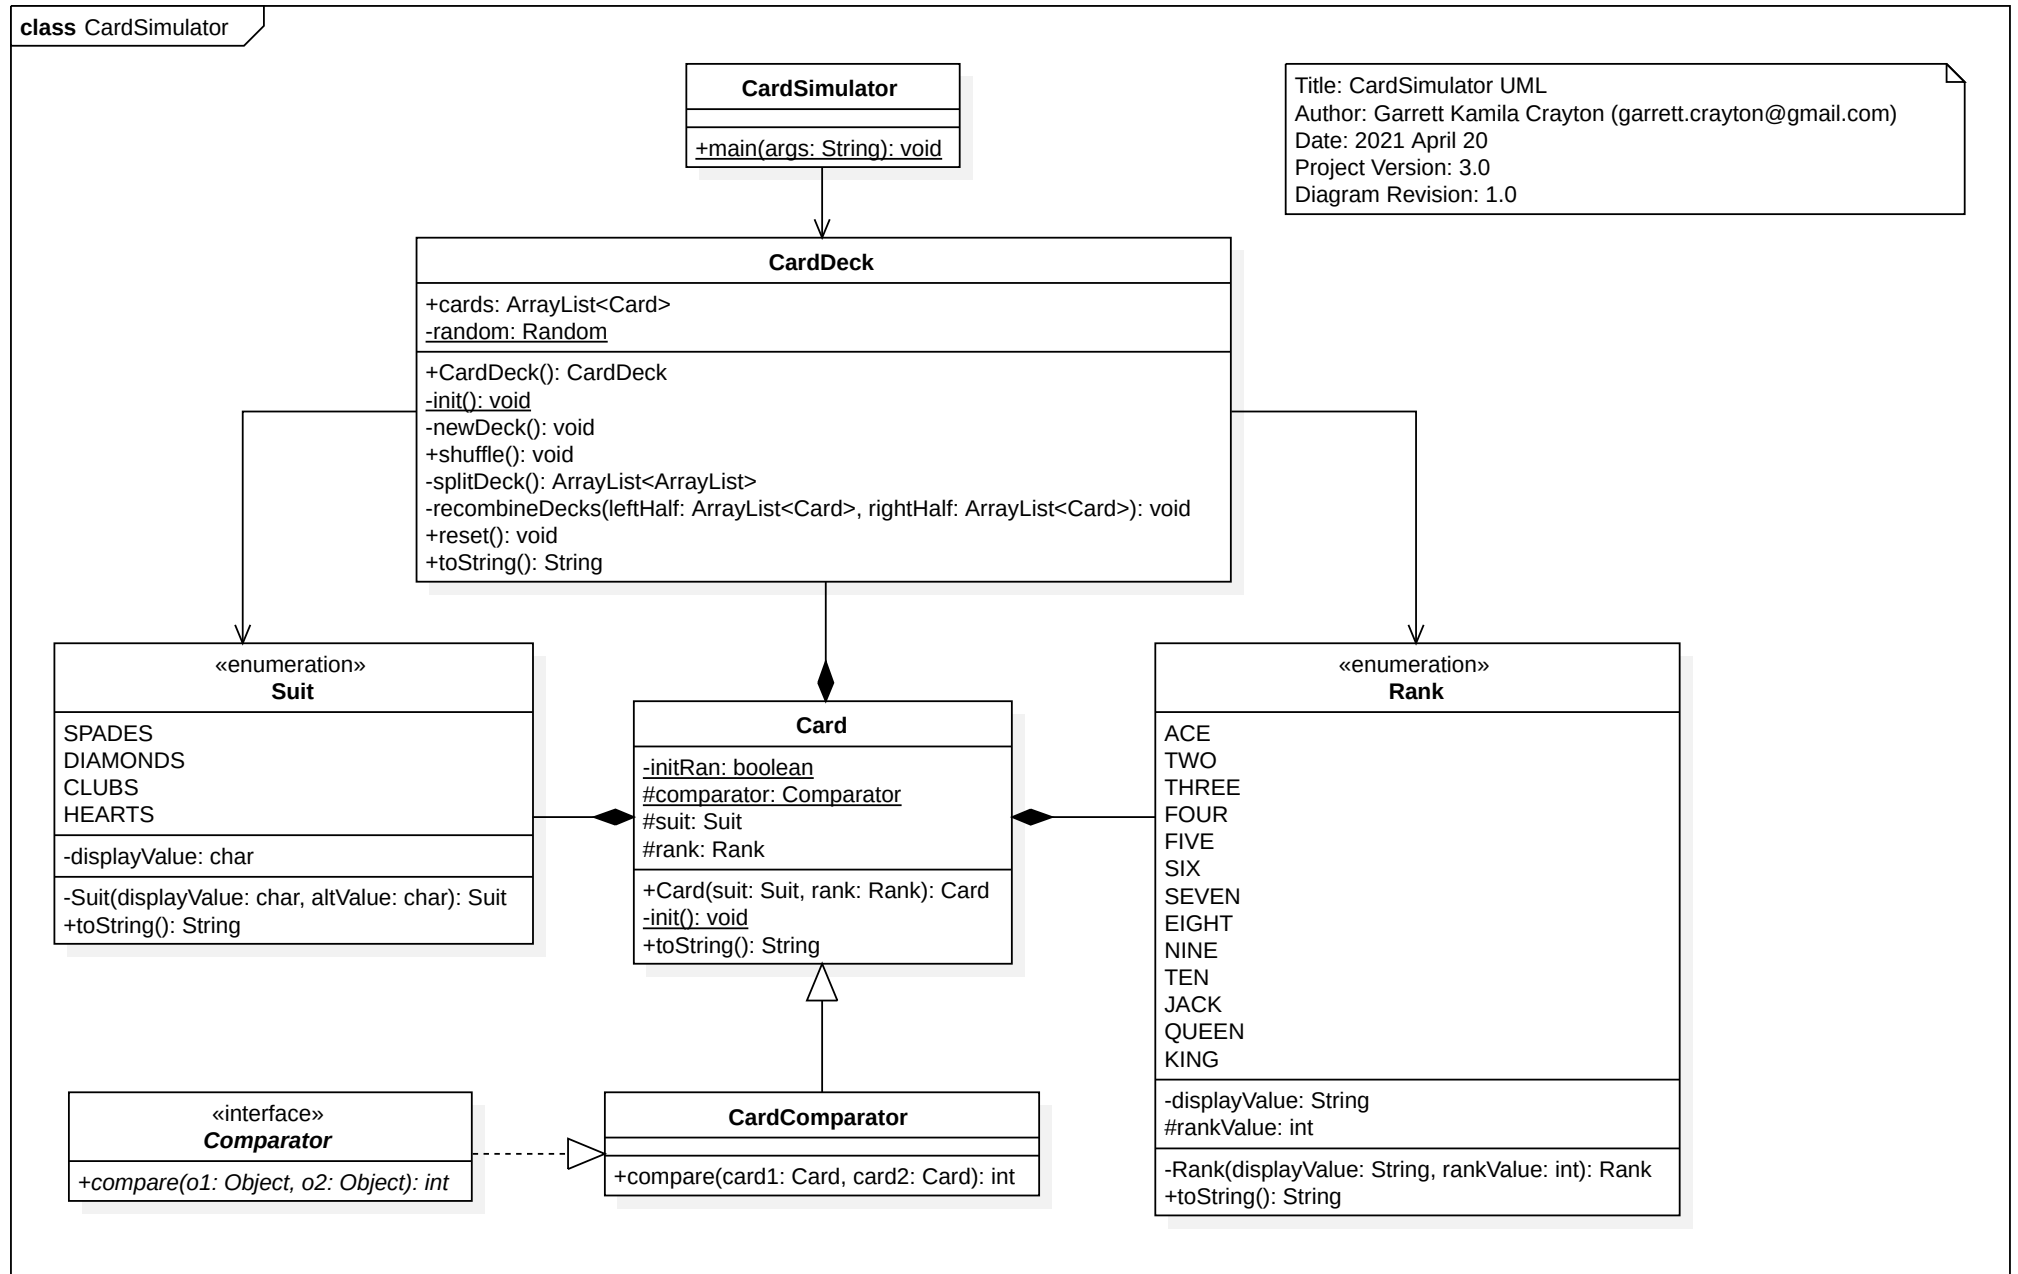 class CardSimulator
CardSimulator
+main(args: String): void
Title: CardSimulator UML
Author: Garrett Kamila Crayton (garrett.crayton@gmail.com)
Date: 2021 April 20
Project Version: 3.0
Diagram Revision: 1.0
CardDeck
+cards: ArrayList<Card>
-random: Random
+CardDeck(): CardDeck
-init(): void
-newDeck(): void
+shuffle(): void
-splitDeck(): ArrayList<ArrayList>
-recombineDecks(leftHalf: ArrayList<Card>, rightHalf: ArrayList<Card>): void
+reset(): void
+toString(): String
«enumeration»
Suit
SPADES
DIAMONDS
CLUBS
HEARTS
-displayValue: char
-Suit(displayValue: char, altValue: char): Suit
+toString(): String
Card
-initRan: boolean
#comparator: Comparator
#suit: Suit
#rank: Rank
+Card(suit: Suit, rank: Rank): Card
-init(): void
+toString(): String
«enumeration»
Rank
ACE
TWO
THREE
FOUR
FIVE
SIX
SEVEN
EIGHT
NINE
TEN
JACK
QUEEN
KING
-displayValue: String
#rankValue: int
-Rank(displayValue: String, rankValue: int): Rank
+toString(): String
«interface»
Comparator
+compare(o1: Object, o2: Object): int
CardComparator
+compare(card1: Card, card2: Card): int